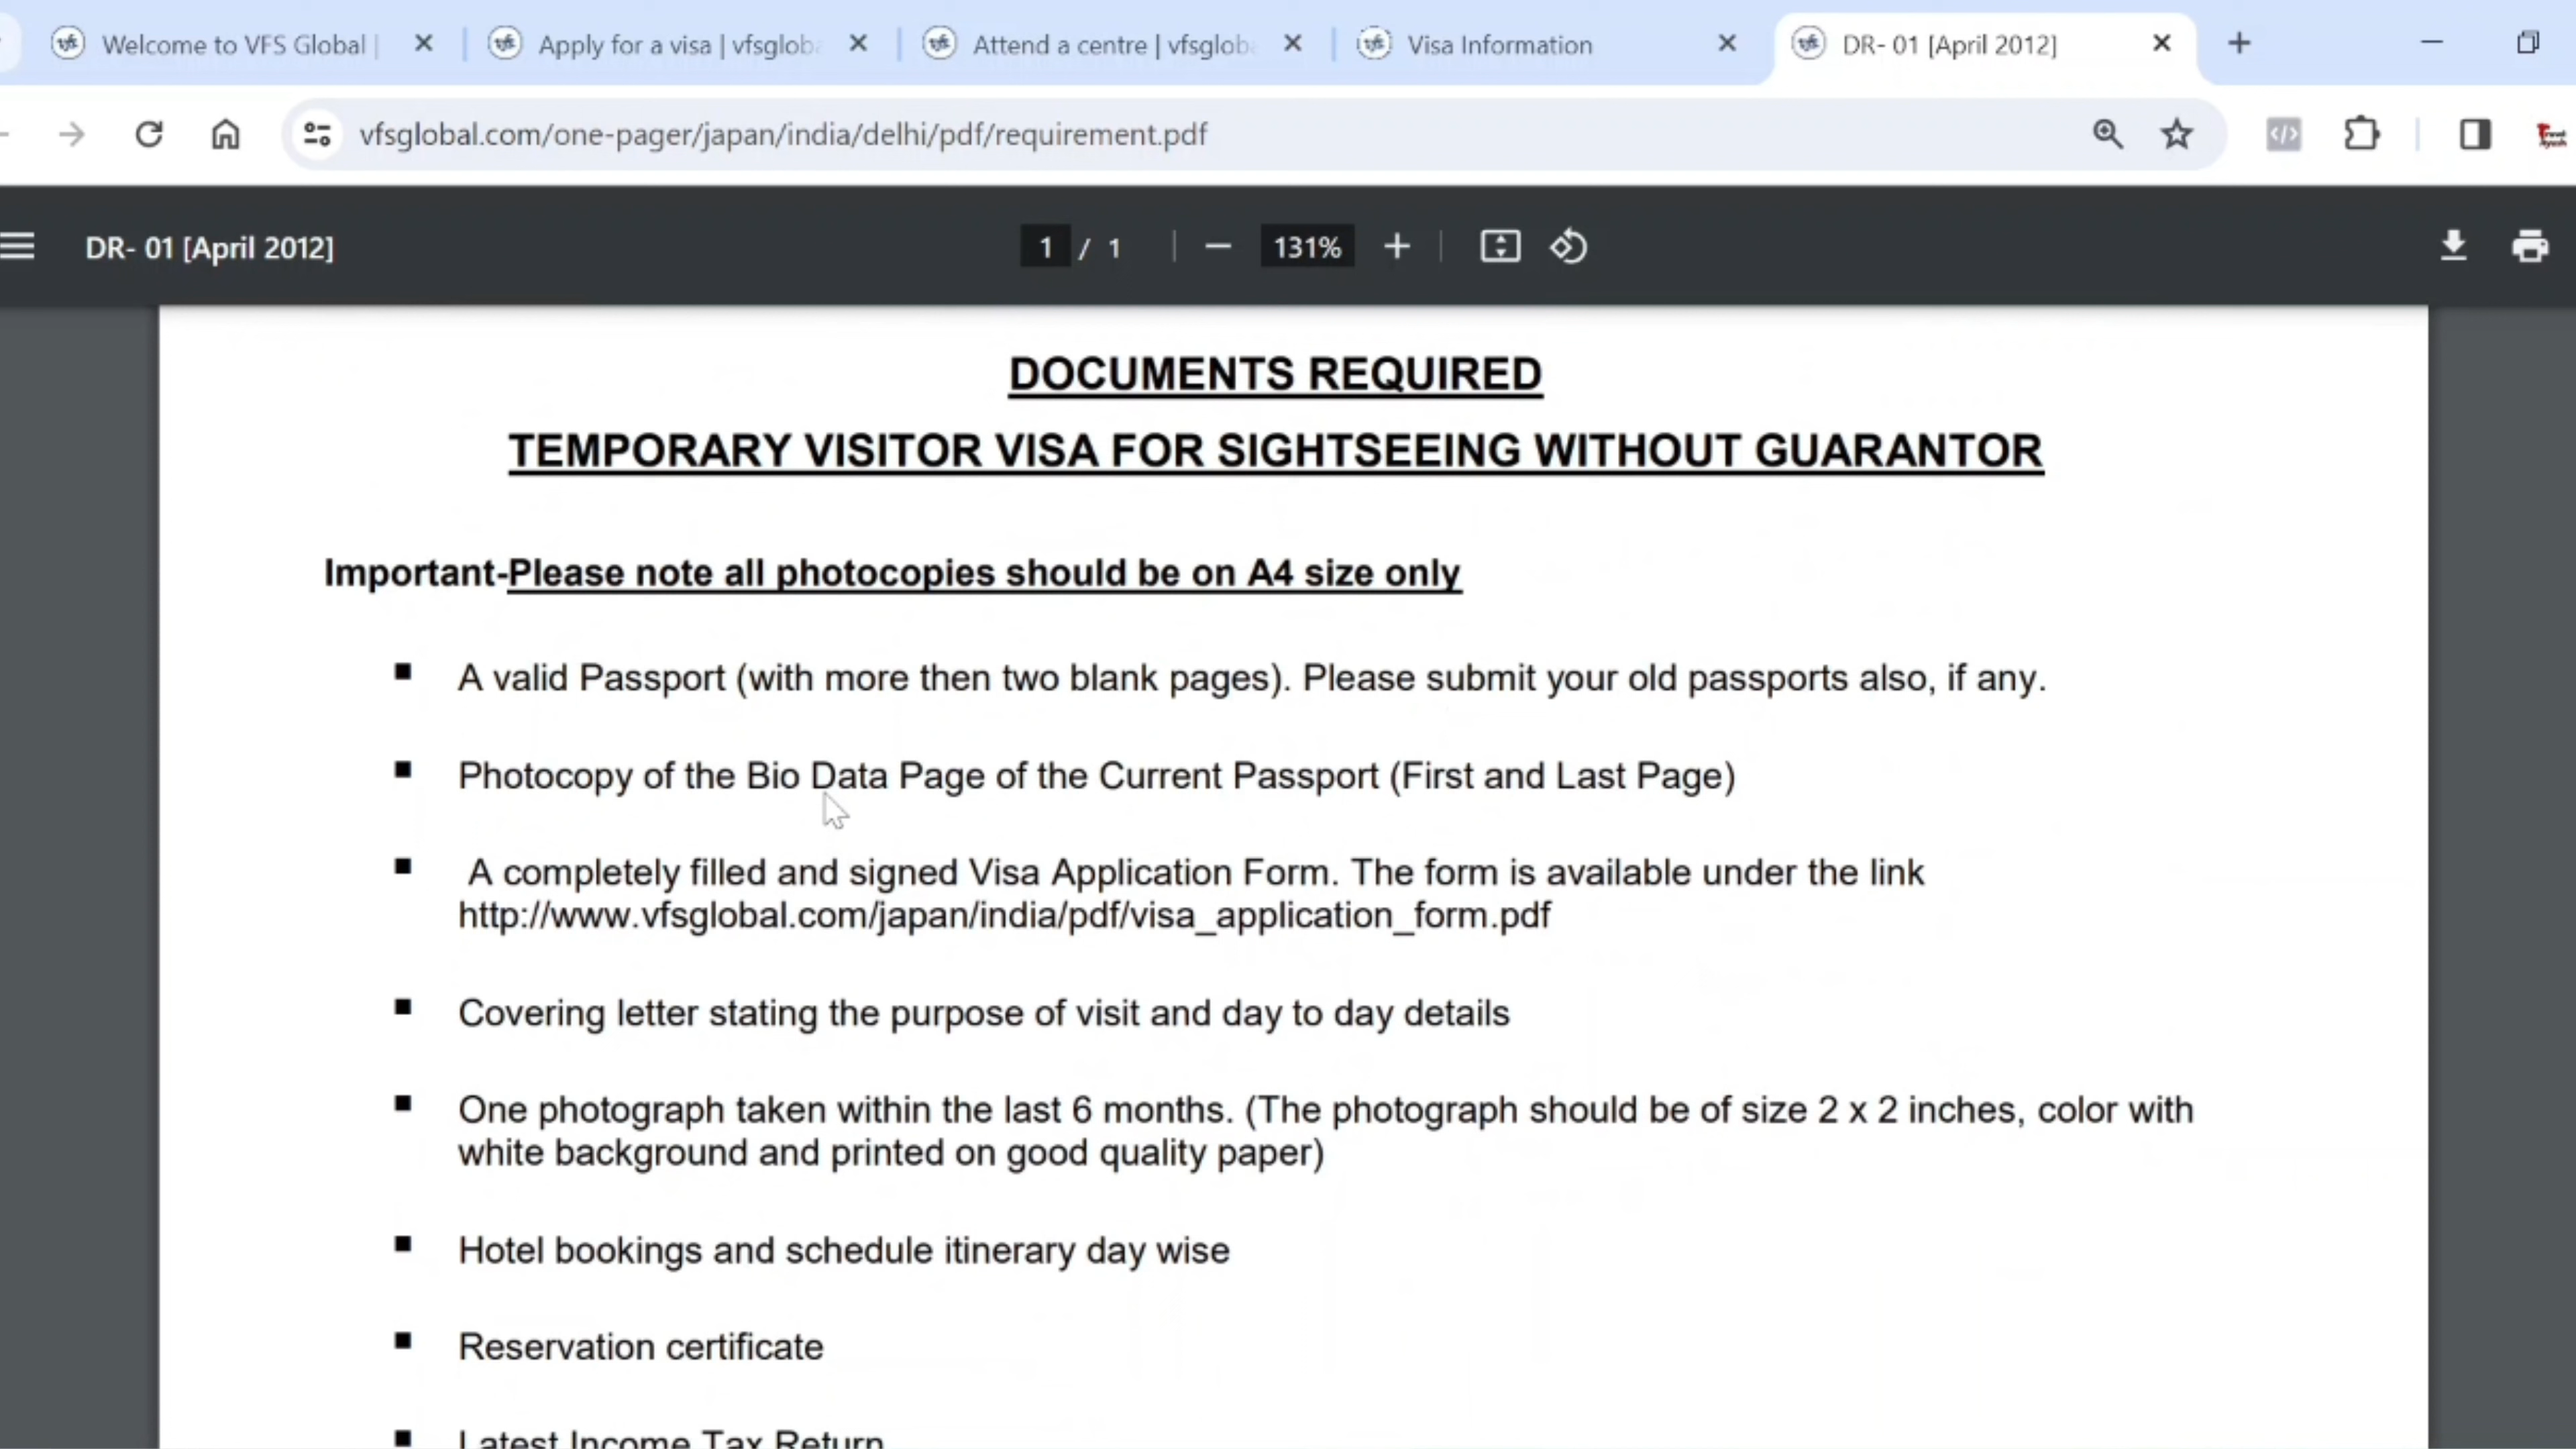 Welcome to VFS Global |
Apply for a visa | vfsgloba
Attend a centre | vfsgloba
Visa Information
DR- 01 [April 2012]
vfsglobal.com/one-pager/japan/india/delhi/pdf/requirement.pdf
DR- 01 [April 2012]
1 / 1
131%
DOCUMENTS REQUIRED
TEMPORARY VISITOR VISA FOR SIGHTSEEING WITHOUT GUARANTOR
Important-Please note all photocopies should be on A4 size only
A valid Passport (with more then two blank pages). Please submit your old passports also, if any.
Photocopy of the Bio Data Page of the Current Passport (First and Last Page)
A completely filled and signed Visa Application Form. The form is available under the link
http://www.vfsglobal.com/japan/india/pdf/visa_application_form.pdf
Covering letter stating the purpose of visit and day to day details
One photograph taken within the last 6 months. (The photograph should be of size 2 x 2 inches, color with
white background and printed on good quality paper)
Hotel bookings and schedule itinerary day wise
Reservation certificate
Latest Income Tax Return